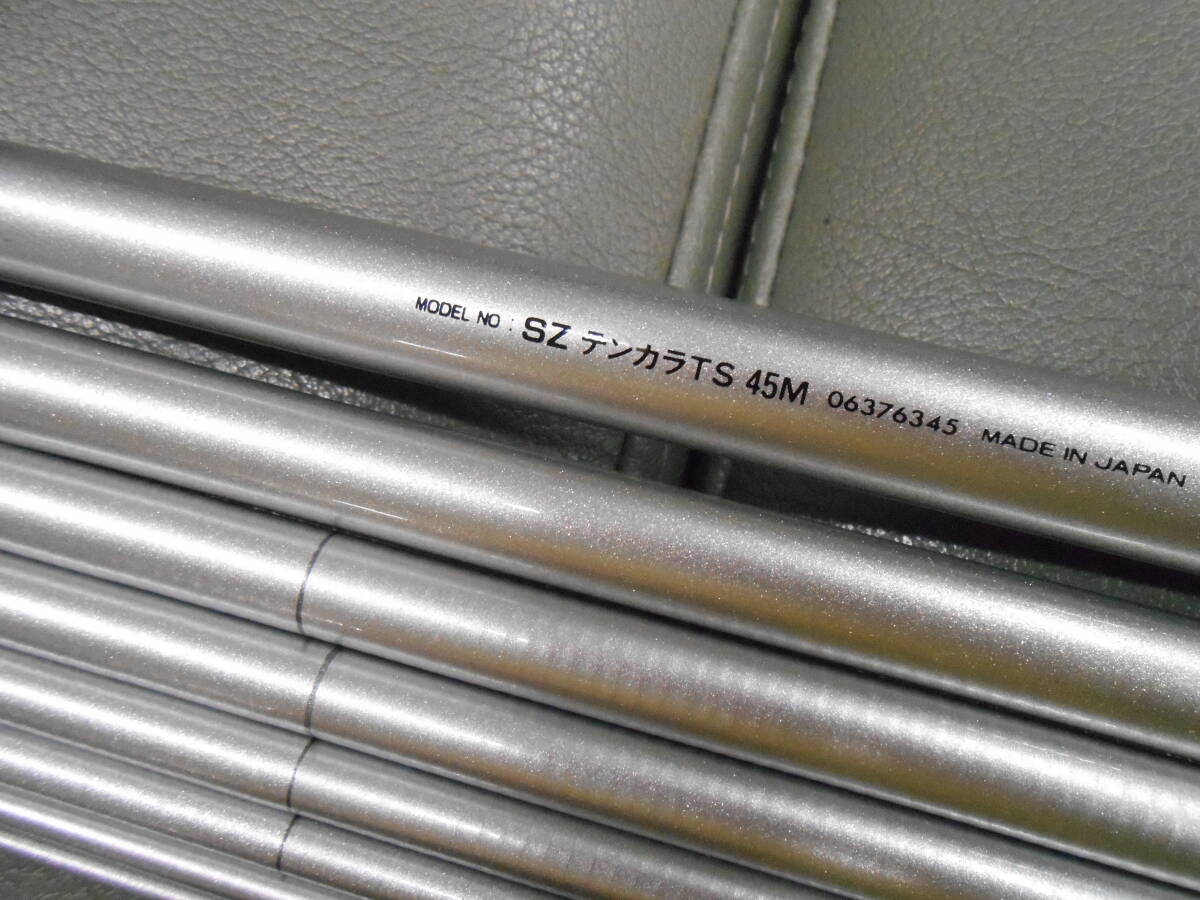 MODEL NO : SZ テンカラTS 45M 06376345 MADE IN JAPAN